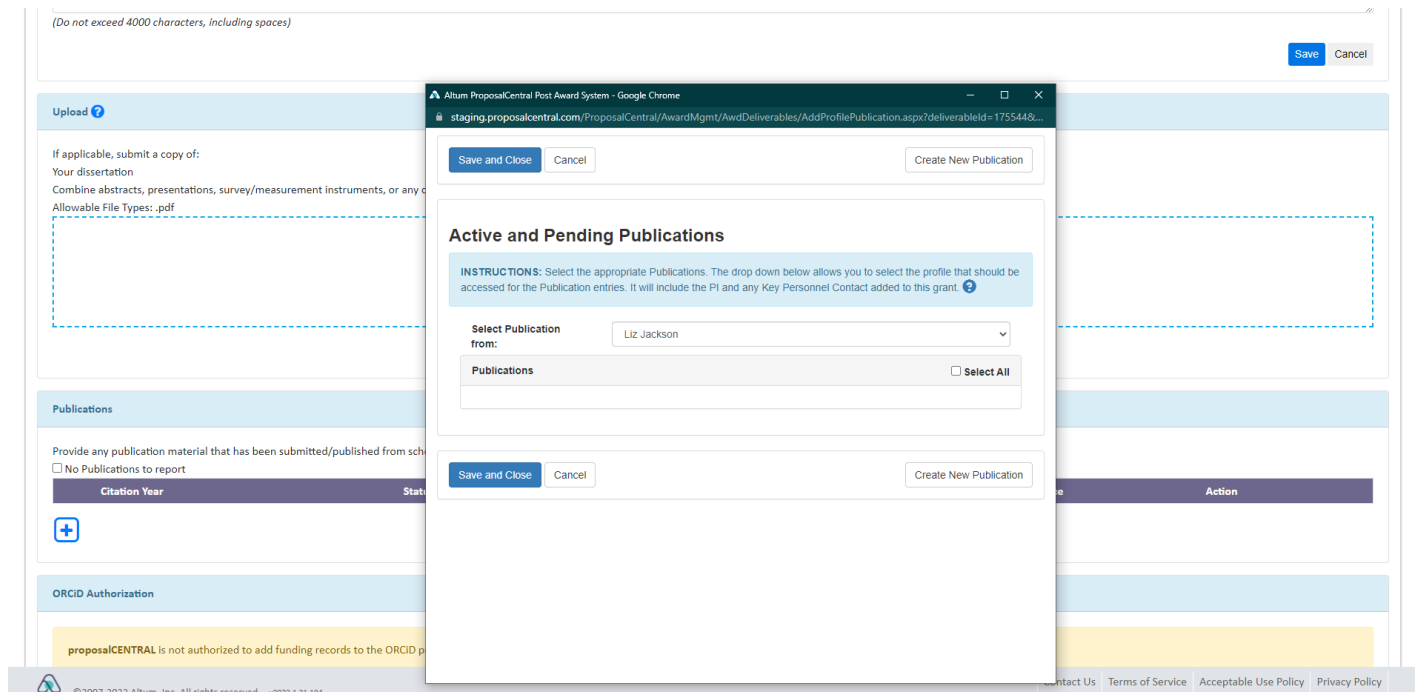 (Do not exceed 4000 characters, including spaces)
Save Cancel
Upload ?
If applicable, submit a copy of:
Your dissertation
Combine abstracts, presentations, survey/measurement instruments, or any
Allowable File Types: .pdf
Publications
Provide any publication material that has been submitted/published from
No Publications to report
Citation Year Action
ORCiD Authorization
proposalCENTRAL is not authorized to add funding records to the ORCiD
Altum ProposalCentral Post Award System - Google Chrome
staging.proposalcentral.com/ProposalCentral/AwardMgmt/AwdDeliverables/AddProfilePublication.aspx?deliverableId=175544&...
Save and Close Cancel Create New Publication
Active and Pending Publications
INSTRUCTIONS: Select the appropriate Publications. The drop down below allows you to select the profile that should be
accessed for the Publication entries. It will include the PI and any Key Personnel Contact added to this grant. ?
Select Publication
from:
Liz Jackson
Publications Select All
Save and Close Cancel Create New Publication
Contact Us Terms of Service Acceptable Use Policy Privacy Policy